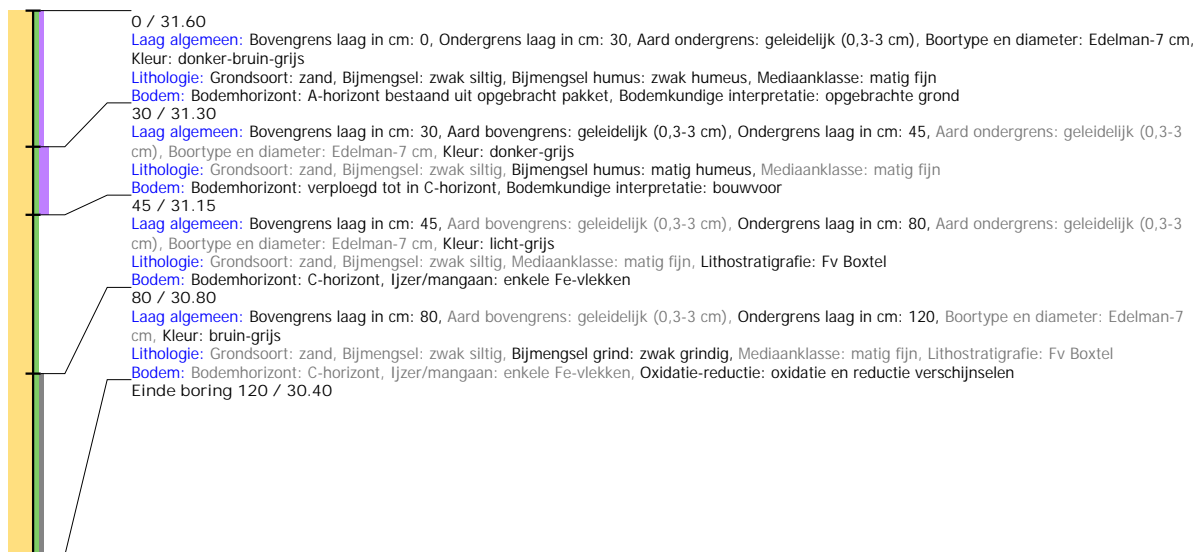 0 / 31.60
Laag algemeen: Bovengrens laag in cm: 0, Ondergrens laag in cm: 30, Aard ondergrens: geleidelijk (0,3-3 cm), Boortype en diameter: Edelman-7 cm,
Kleur: donker-bruin-grijs
Lithologie: Grondsoort: zand, Bijmengsel: zwak siltig, Bijmengsel humus: zwak humeus, Mediaanklasse: matig fijn
Bodem: Bodemhorizont: A-horizont bestaand uit opgebracht pakket, Bodemkundige interpretatie: opgebrachte grond
30 / 31.30
Laag algemeen: Bovengrens laag in cm: 30, Aard bovengrens: geleidelijk (0,3-3 cm), Ondergrens laag in cm: 45, Aard ondergrens: geleidelijk (0,3-3
cm), Boortype en diameter: Edelman-7 cm, Kleur: donker-grijs
Lithologie: Grondsoort: zand, Bijmengsel: zwak siltig, Bijmengsel humus: matig humeus, Mediaanklasse: matig fijn
Bodem: Bodemhorizont: verploegd tot in C-horizont, Bodemkundige interpretatie: bouwvoor
45 / 31.15
Laag algemeen: Bovengrens laag in cm: 45, Aard bovengrens: geleidelijk (0,3-3 cm), Ondergrens laag in cm: 80, Aard ondergrens: geleidelijk (0,3-3
cm), Boortype en diameter: Edelman-7 cm, Kleur: licht-grijs
Lithologie: Grondsoort: zand, Bijmengsel: zwak siltig, Mediaanklasse: matig fijn, Lithostratigrafie: Fv Boxtel
Bodem: Bodemhorizont: C-horizont, Ijzer/mangaan: enkele Fe-vlekken
80 / 30.80
Laag algemeen: Bovengrens laag in cm: 80, Aard bovengrens: geleidelijk (0,3-3 cm), Ondergrens laag in cm: 120, Boortype en diameter: Edelman-7
cm, Kleur: bruin-grijs
Lithologie: Grondsoort: zand, Bijmengsel: zwak siltig, Bijmengsel grind: zwak grindig, Mediaanklasse: matig fijn, Lithostratigrafie: Fv Boxtel
Bodem: Bodemhorizont: C-horizont, Ijzer/mangaan: enkele Fe-vlekken, Oxidatie-reductie: oxidatie en reductie verschijnselen
Einde boring 120 / 30.40